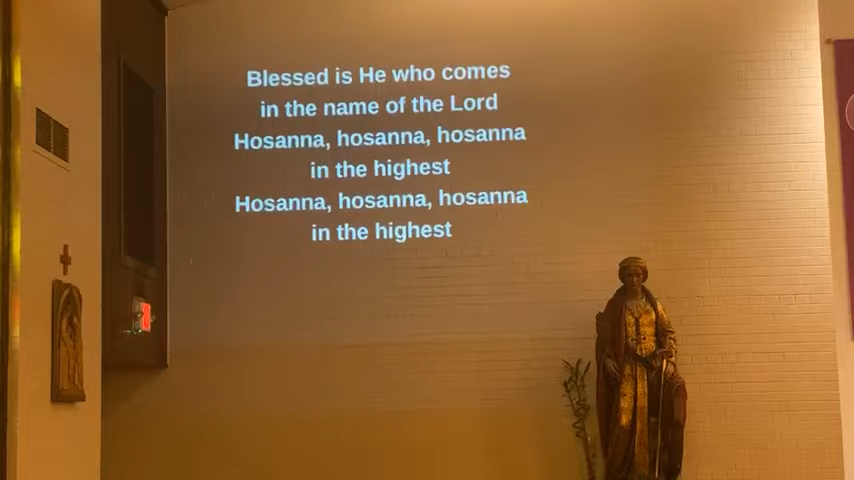 Blessed is He who comes
in the name of the Lord
Hosanna, hosanna, hosanna
in the highest
Hosanna, hosanna, hosanna
in the highest